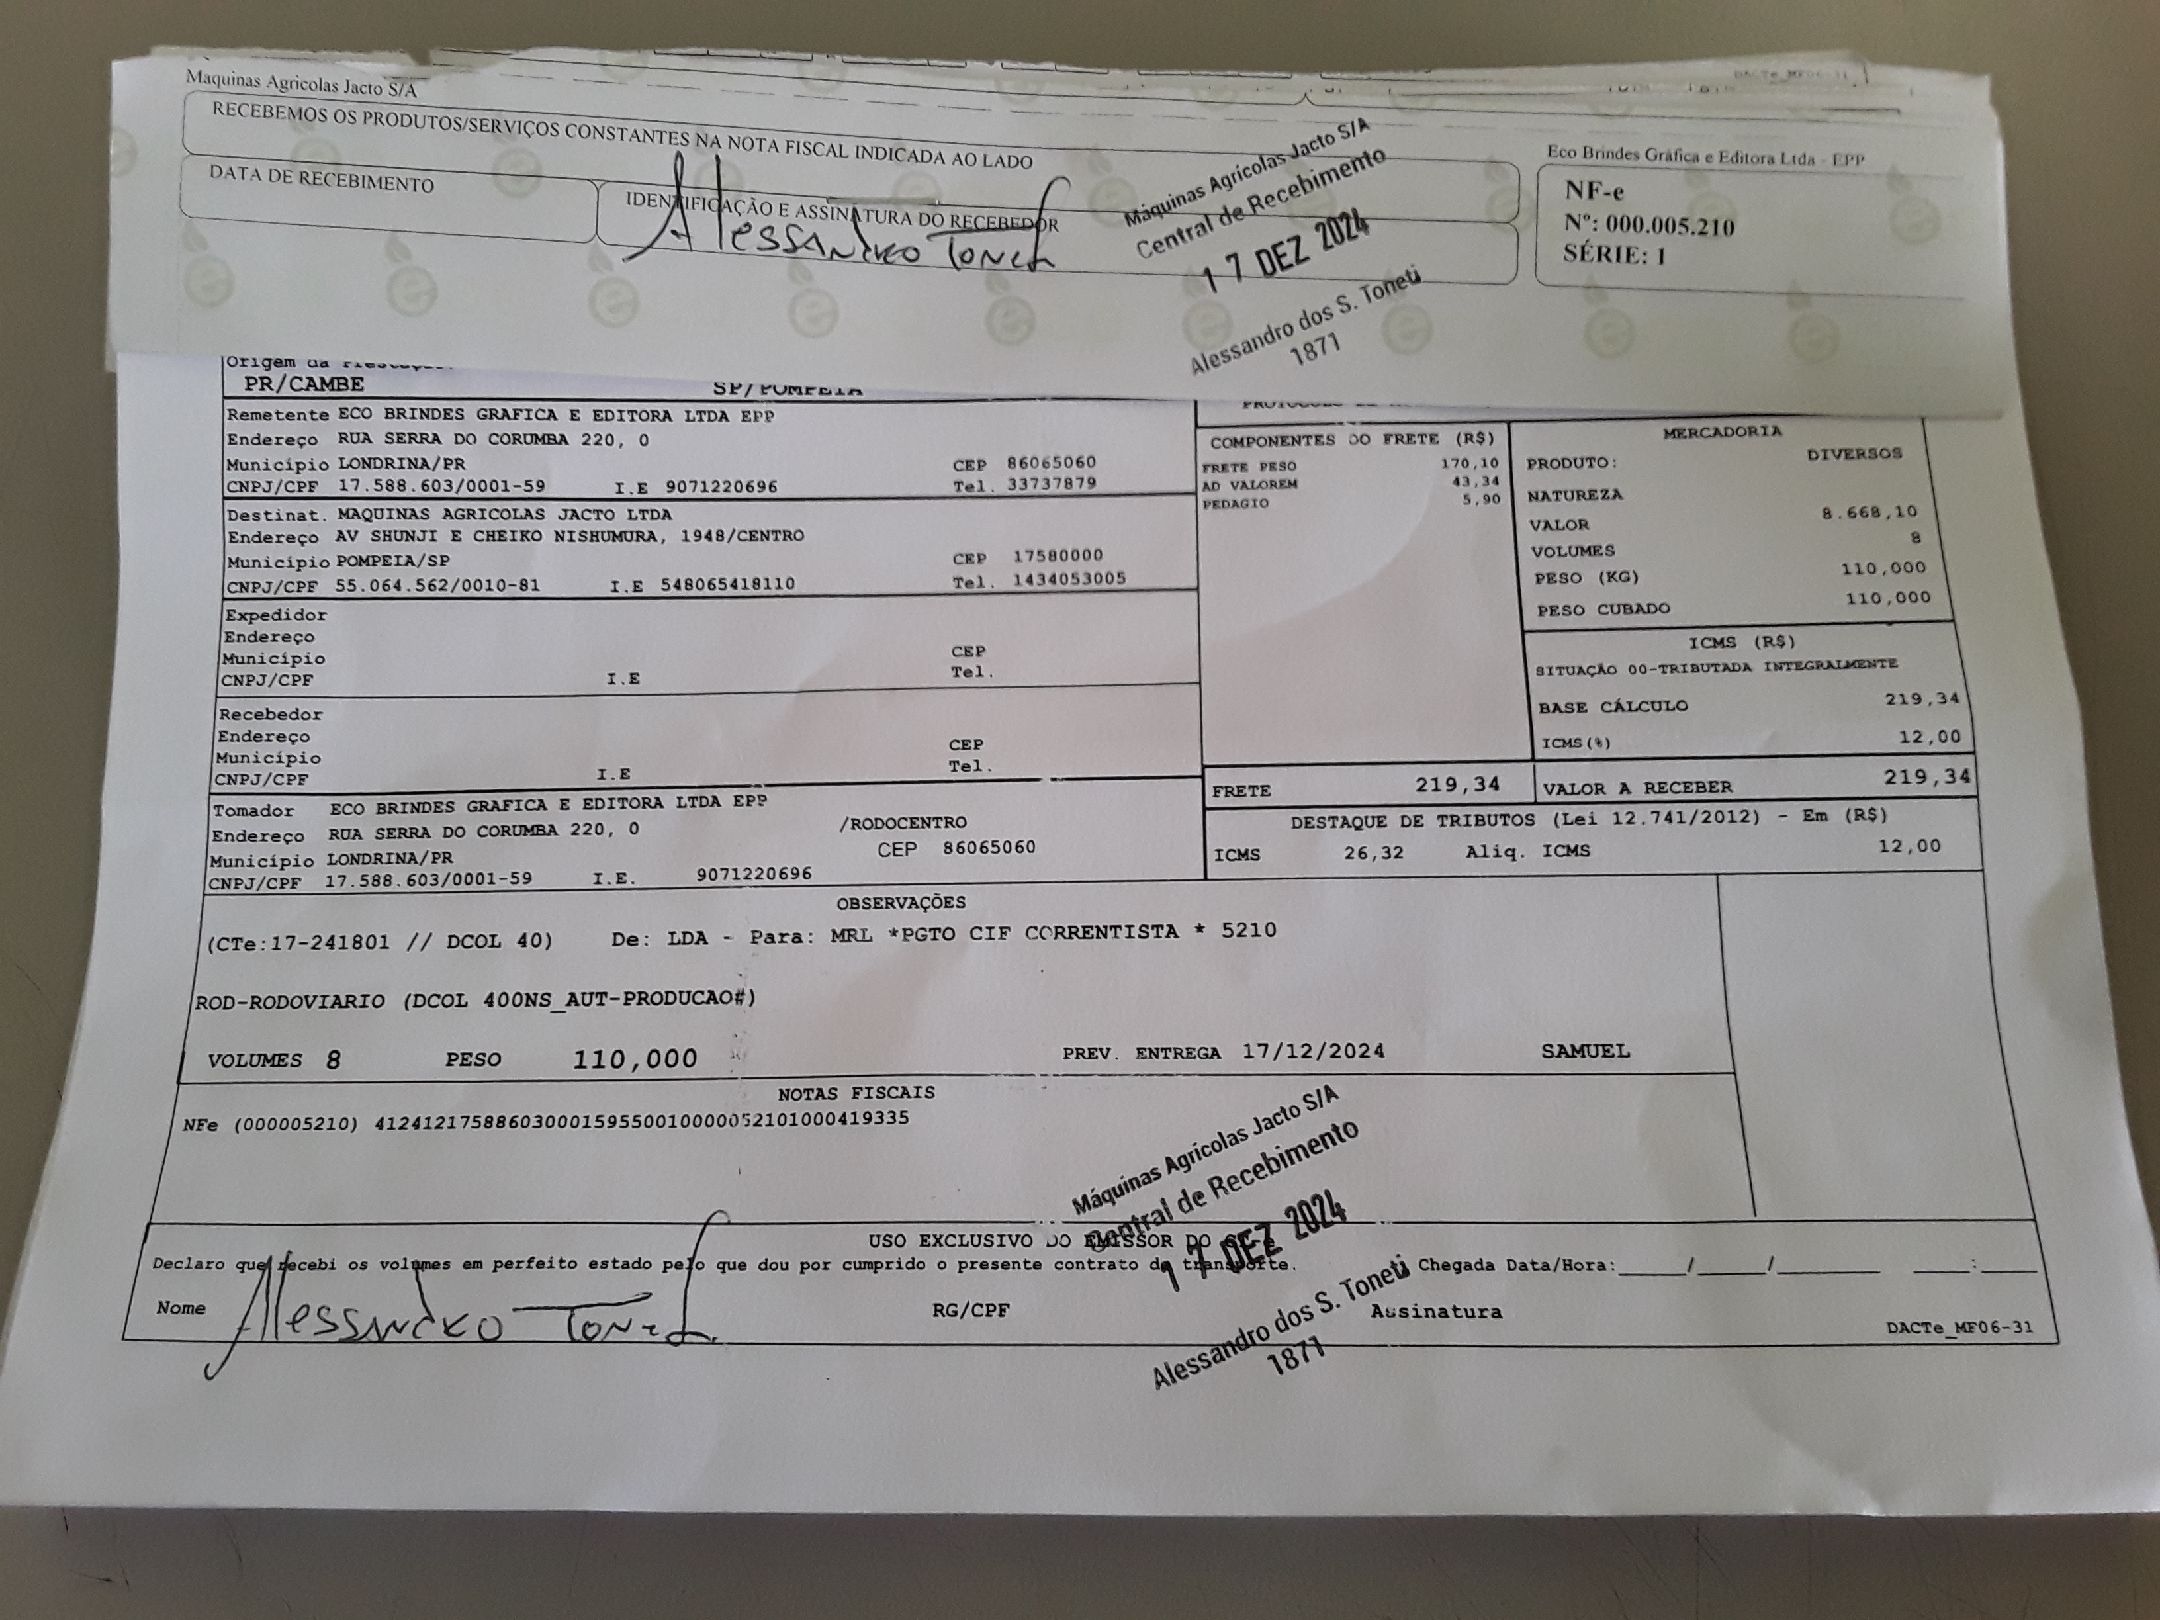 Maquinas Agricolas Jacto S/A
RECEBEMOS OS PRODUTOS/SERVIÇOS CONSTANTES NA NOTA FISCAL INDICADA AO LADO
DATA DE RECEBIMENTO
IDENTIFICAÇÃO E ASSINATURA DO RECEBEDOR
Alessandro
Máquinas Agrícolas Jacto S/A
Central de Recebimento
17 DEZ 2024
Alessandro dos S. Toneti
1871
Eco Brindes Gráfica e Editora Ltda - EPP
NF-e
Nº: 000.005.210
SÉRIE: 1
DACTe_MF06-31
Origem da
PR/CAMBE SP/POMPEIA
Remetente ECO BRINDES GRAFICA E EDITORA LTDA EPP
Endereço RUA SERRA DO CORUMBA 220, 0
Município LONDRINA/PR CEP 86065060
CNPJ/CPF 17.588.603/0001-59 I.E 9071220696 Tel. 33737879
Destinat. MAQUINAS AGRICOLAS JACTO LTDA
Endereço AV SHUNJI E CHEIKO NISHUMURA, 1948/CENTRO
Município POMPEIA/SP CEP 17580000
CNPJ/CPF 55.064.562/0010-81 I.E 548065418110 Tel. 1434053005
Expedidor
Endereço
Município CEP
CNPJ/CPF I.E Tel.
Recebedor
Endereço
Município CEP
CNPJ/CPF I.E Tel.
Tomador ECO BRINDES GRAFICA E EDITORA LTDA EPP
Endereço RUA SERRA DO CORUMBA 220, 0 /RODOCENTRO
Município LONDRINA/PR CEP 86065060
CNPJ/CPF 17.588.603/0001-59 I.E. 9071220696
COMPONENTES DO FRETE (R$)
FRETE PESO 170,10
AD VALOREM 43,34
PEDAGIO 5,90
MERCADORIA
PRODUTO: DIVERSOS
NATUREZA
VALOR 8.668,10
VOLUMES 8
PESO (KG) 110,000
PESO CUBADO 110,000
ICMS (R$)
SITUAÇÃO 00-TRIBUTADA INTEGRALMENTE
BASE CÁLCULO 219,34
ICMS(%) 12,00
FRETE 219,34 VALOR A RECEBER 219,34
DESTAQUE DE TRIBUTOS (Lei 12.741/2012) - Em (R$)
ICMS 26,32 Aliq. ICMS 12,00
OBSERVAÇÕES
(CTe:17-241801 // DCOL 40) De: LDA - Para: MRL *PGTO CIF CORRENTISTA * 5210
ROD-RODOVIARIO (DCOL 400NS_AUT-PRODUCAO#)
VOLUMES 8 PESO 110,000 PREV. ENTREGA 17/12/2024 SAMUEL
NOTAS FISCAIS
NFe (000005210) 41241217588603000159550010000052101000419335
Máquinas Agrícolas Jacto S/A
Central de Recebimento
17 DEZ 2024
Alessandro dos S. Toneti
1871
USO EXCLUSIVO DO EMISSOR DO
Declaro que recebi os volumes em perfeito estado pelo que dou por cumprido o presente contrato de transporte. Chegada Data/Hora:_____/_____/________ ____:____
Nome Alessandro RG/CPF Assinatura
DACTe_MF06-31